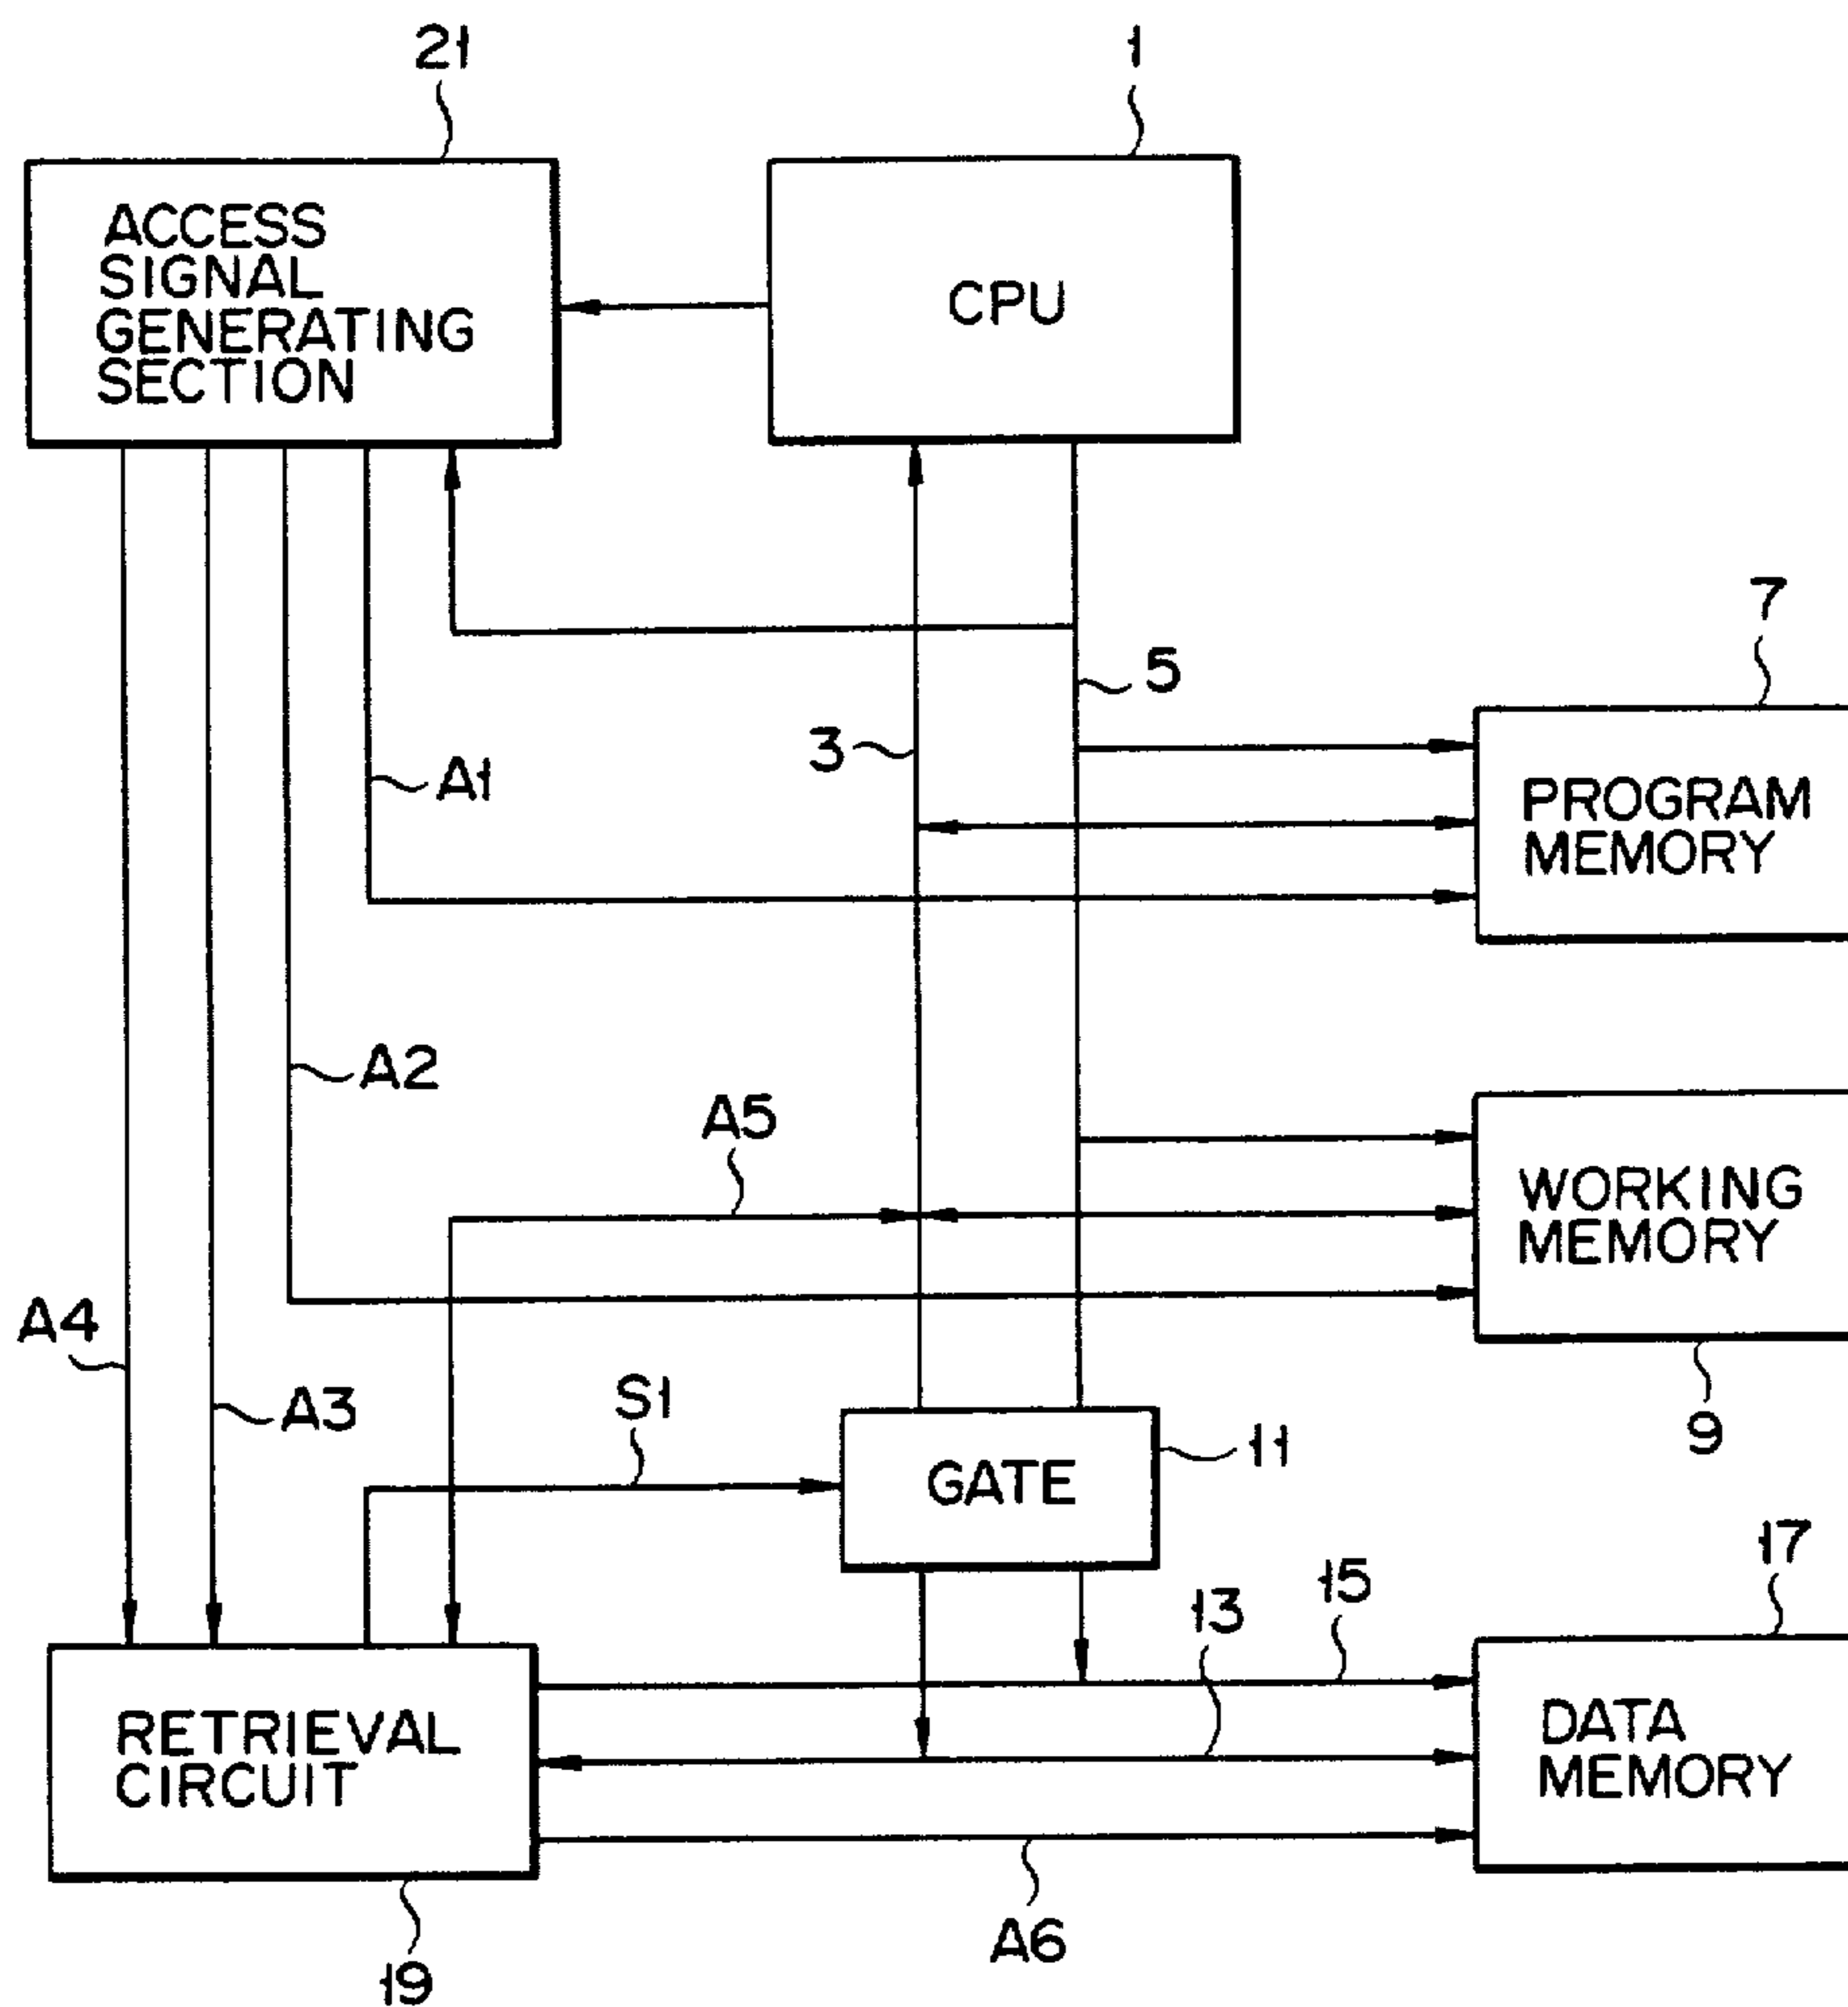 21
1
ACCESS
SIGNAL
GENERATING
SECTION
CPU
7
5
3
A1
PROGRAM
MEMORY
A2
A5
WORKING
MEMORY
A4
A3
S1
9
11
GATE
17
15
13
RETRIEVAL
CIRCUIT
DATA
MEMORY
A6
19